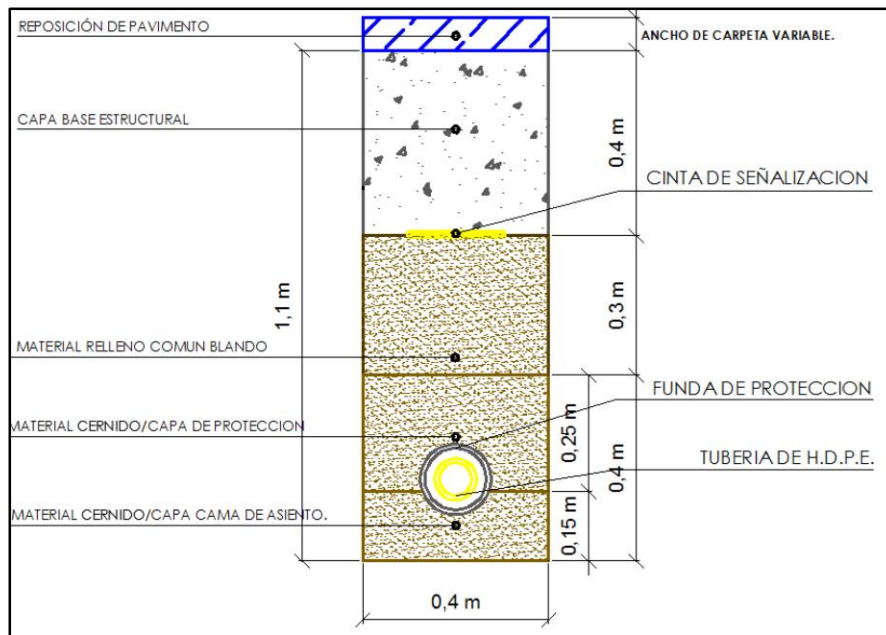 REPOSICIÓN DE PAVIMENTO
ANCHO DE CARPETA VARIABLE.
CAPA BASE ESTRUCTURAL
0,4 m
CINTA DE SEÑALIZACION
1,1 m
0,3 m
MATERIAL RELLENO COMUN BLANDO
FUNDA DE PROTECCION
MATERIAL CERNIDO/CAPA DE PROTECCION
0,25 m
0,4 m
TUBERIA DE H.D.P.E.
MATERIAL CERNIDO/CAPA CAMA DE ASIENTO.
0,15 m
0,4 m